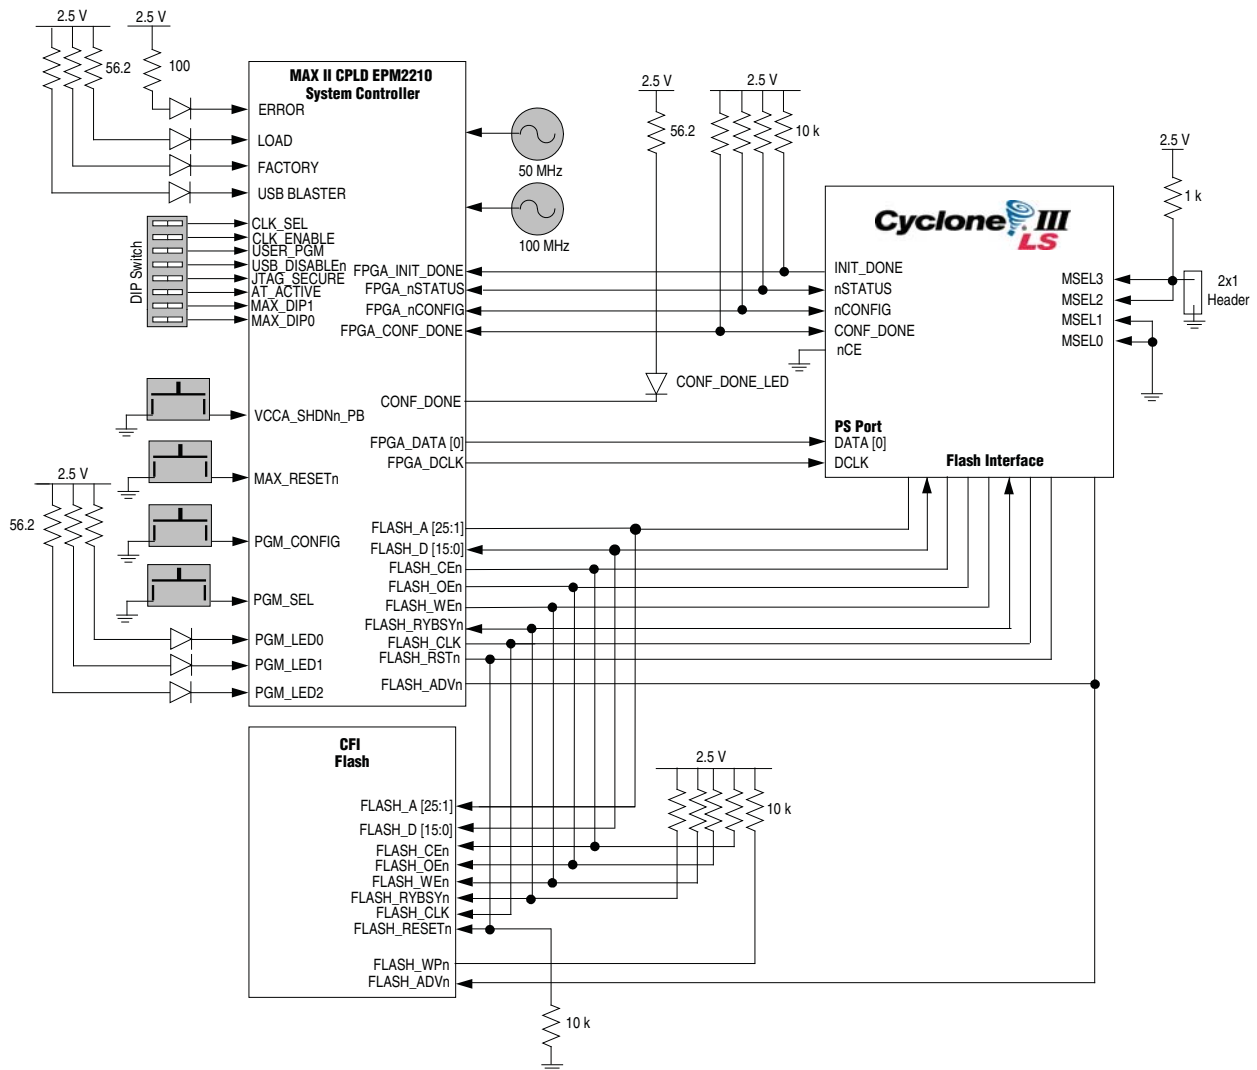 2.5 V
56.2
2.5 V
100
MAX II CPLD EPM2210
System Controller
ERROR
LOAD
FACTORY
USB BLASTER
DIP Switch
CLK_SEL
CLK_ENABLE
USER_PGM
USB_DISABLEn
JTAG_SECURE
AT_ACTIVE
MAX_DIP1
MAX_DIP0
VCCA_SHDNn_PB
MAX_RESETn
PGM_CONFIG
PGM_SEL
2.5 V
56.2
PGM_LED0
PGM_LED1
PGM_LED2
50 MHz
100 MHz
FPGA_INIT_DONE
FPGA_nSTATUS
FPGA_nCONFIG
FPGA_CONF_DONE
CONF_DONE
FPGA_DATA [0]
FPGA_DCLK
FLASH_A [25:1]
FLASH_D [15:0]
FLASH_CEn
FLASH_OEn
FLASH_WEn
FLASH_RYBSYn
FLASH_CLK
FLASH_RSTn
FLASH_ADVn
2.5 V
56.2
CONF_DONE_LED
2.5 V
10 k
Cyclone III
LS
INIT_DONE
nSTATUS
nCONFIG
CONF_DONE
nCE
PS Port
DATA [0]
DCLK
Flash Interface
MSEL3
MSEL2
MSEL1
MSEL0
2.5 V
1 k
2x1
Header
CFI
Flash
FLASH_A [25:1]
FLASH_D [15:0]
FLASH_CEn
FLASH_OEn
FLASH_WEn
FLASH_RYBSYn
FLASH_CLK
FLASH_RESETn
FLASH_WPn
FLASH_ADVn
2.5 V
10 k
10 k